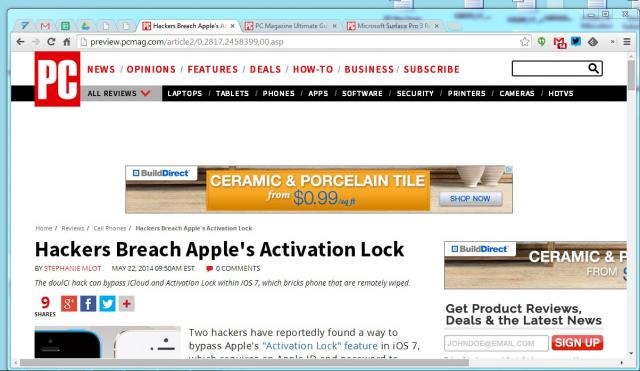 Hackers Breach Apple's A
PC Magazine Ultimate Gu
Microsoft Surface Pro 3 R
preview.pcmag.com/article2/0,2817,2458399,00.asp
PC
NEWS / OPINIONS / FEATURES / DEALS / HOW-TO / BUSINESS / SUBSCRIBE
ALL REVIEWS
LAPTOPS / TABLETS / PHONES / APPS / SOFTWARE / SECURITY / PRINTERS / CAMERAS / HDTVS
BuildDirect
CERAMIC & PORCELAIN TILE
from $0.99/sq ft
SHOP NOW
Home / Reviews / Cell Phones / Hackers Breach Apple's Activation Lock
Hackers Breach Apple's Activation Lock
BY STEPHANIE MLOT MAY 22, 2014 09:50AM EST 0 COMMENTS
The doulCi hack can bypass iCloud and Activation Lock within iOS 7, which bricks phone that are remotely wiped.
9
SHARES
g+ f +
Two hackers have reportedly found a way to
bypass Apple's "Activation Lock" feature in iOS 7,
which requires an Apple ID and password to
BuildDirect
CERAMIC & P
FROM
Get Product Reviews,
Deals & the Latest News
JOHNDOE@EMAIL.COM
SIGN UP